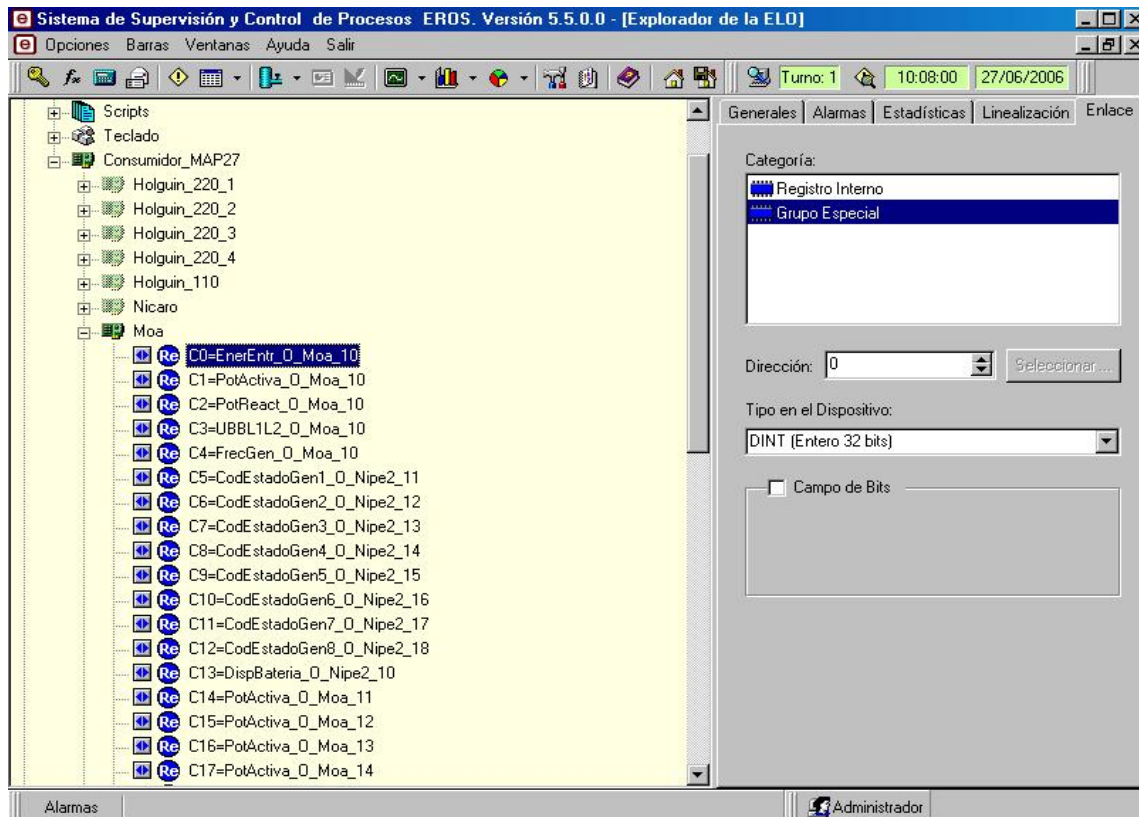 Sistema de Supervisión y Control de Procesos EROS. Versión 5.5.0.0 - [Explorador de la ELO]
Opciones Barras Ventanas Ayuda Salir
Turno: 1 10:08:00 27/06/2006
Scripts
Teclado
Consumidor_MAP27
Holguin_220_1
Holguin_220_2
Holguin_220_3
Holguin_220_4
Holguin_110
Nicaro
Moa
Re C0=EnerEntr_0_Moa_10
Re C1=PotActiva_0_Moa_10
Re C2=PotReact_0_Moa_10
Re C3=UBBL1L2_0_Moa_10
Re C4=FrecGen_0_Moa_10
Re C5=CodEstadoGen1_0_Nipe2_11
Re C6=CodEstadoGen2_0_Nipe2_12
Re C7=CodEstadoGen3_0_Nipe2_13
Re C8=CodEstadoGen4_0_Nipe2_14
Re C9=CodEstadoGen5_0_Nipe2_15
Re C10=CodEstadoGen6_0_Nipe2_16
Re C11=CodEstadoGen7_0_Nipe2_17
Re C12=CodEstadoGen8_0_Nipe2_18
Re C13=DispBateria_0_Nipe2_10
Re C14=PotActiva_0_Moa_11
Re C15=PotActiva_0_Moa_12
Re C16=PotActiva_0_Moa_13
Re C17=PotActiva_0_Moa_14
Generales Alarmas Estadísticas Linealización Enlace
Categoría:
Registro Interno
Grupo Especial
Dirección: 0 Seleccionar...
Tipo en el Dispositivo:
DINT (Entero 32 bits)
Campo de Bits
Alarmas Administrador